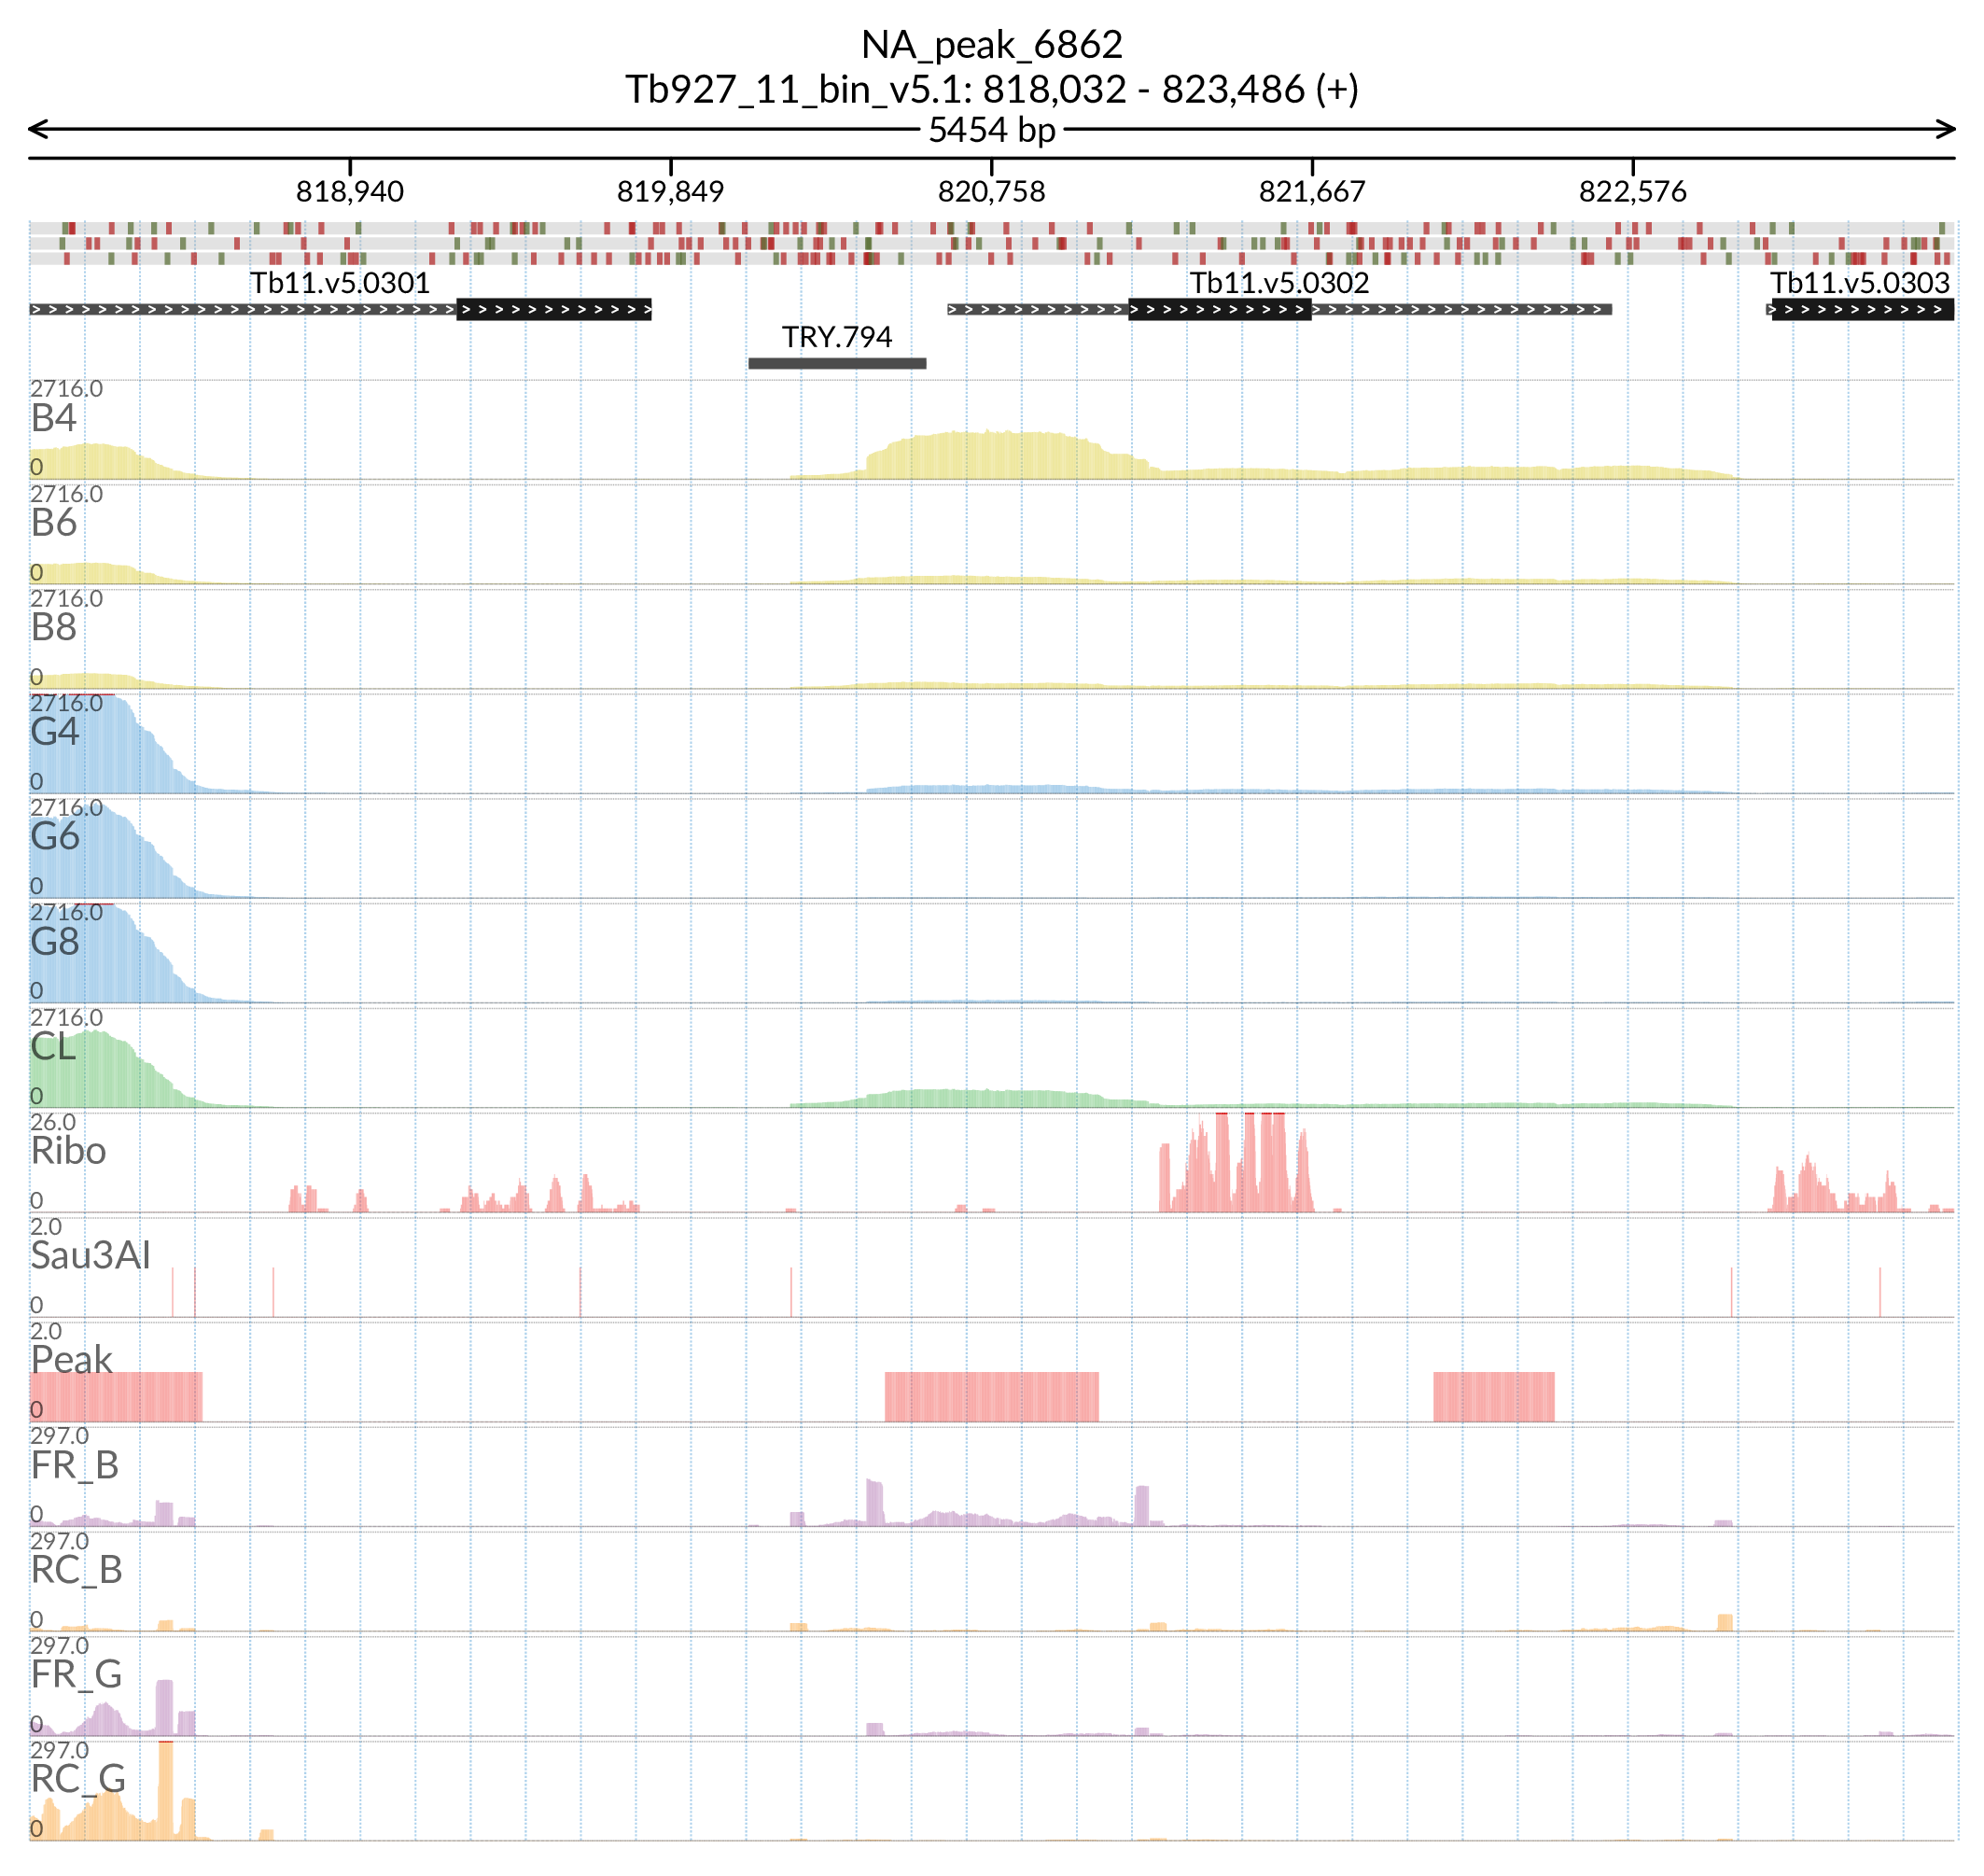 NA_peak_6862
Tb927_11_bin_v5.1: 818,032 - 823,486 (+)
5454 bp
818,940 819,849 820,758 821,667 822,576
Tb11.v5.0301 Tb11.v5.0302 Tb11.v5.0303
TRY.794
2716.0
B4
0
2716.0
B6
0
2716.0
B8
0
2716.0
G4
0
2716.0
G6
0
2716.0
G8
0
2716.0
CL
0
26.0
Ribo
0
2.0
Sau3AI
0
2.0
Peak
0
297.0
FR_B
0
297.0
RC_B
0
297.0
FR_G
0
297.0
RC_G
0